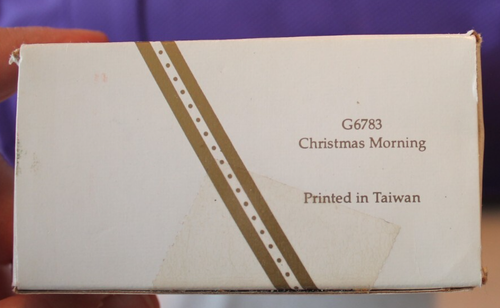 G6783
Christmas Morning
Printed in Taiwan